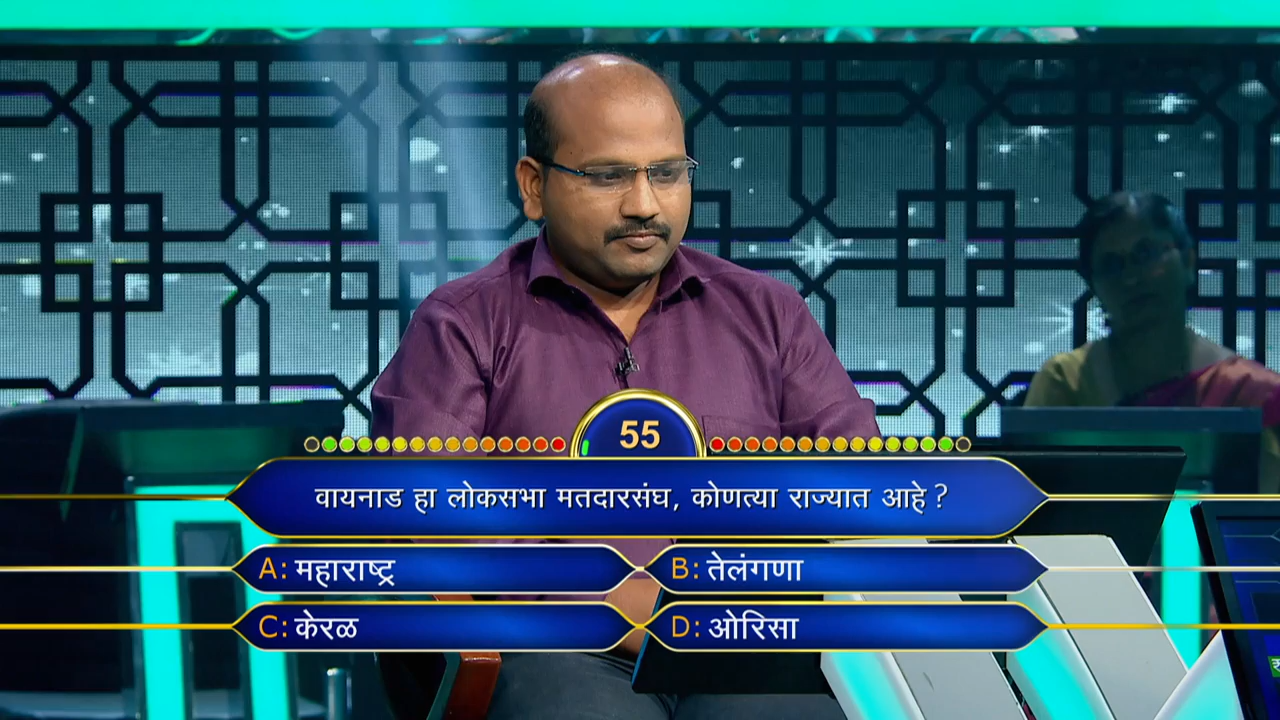 55
वायनाड हा लोकसभा मतदारसंघ, कोणत्या राज्यात आहे ?
A: महाराष्ट्र
B: तेलंगणा
C: केरळ
D: ओरिसा